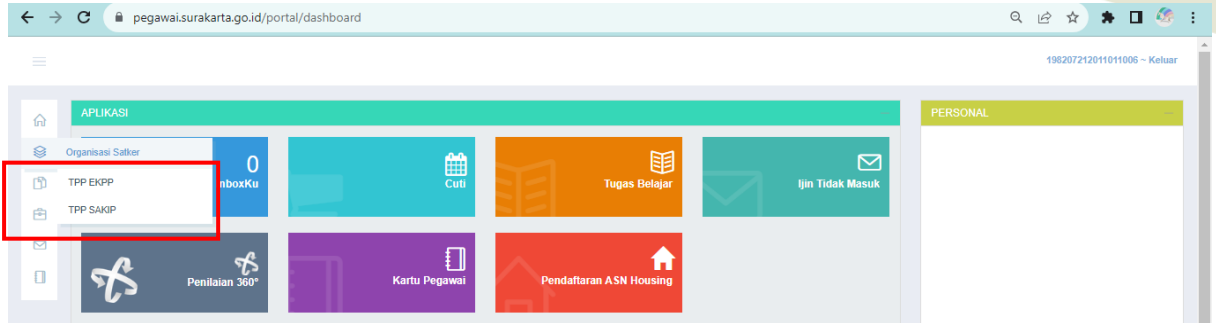 pegawai.surakarta.go.id/portal/dashboard
198207212011011006 ~ Keluar
APLIKASI
PERSONAL
Organisasi Satker
TPP EKPP
TPP SAKIP
0
nboxKu
Cuti
Tugas Belajar
Ijin Tidak Masuk
Penilaian 360°
Kartu Pegawai
Pendaftaran ASN Housing